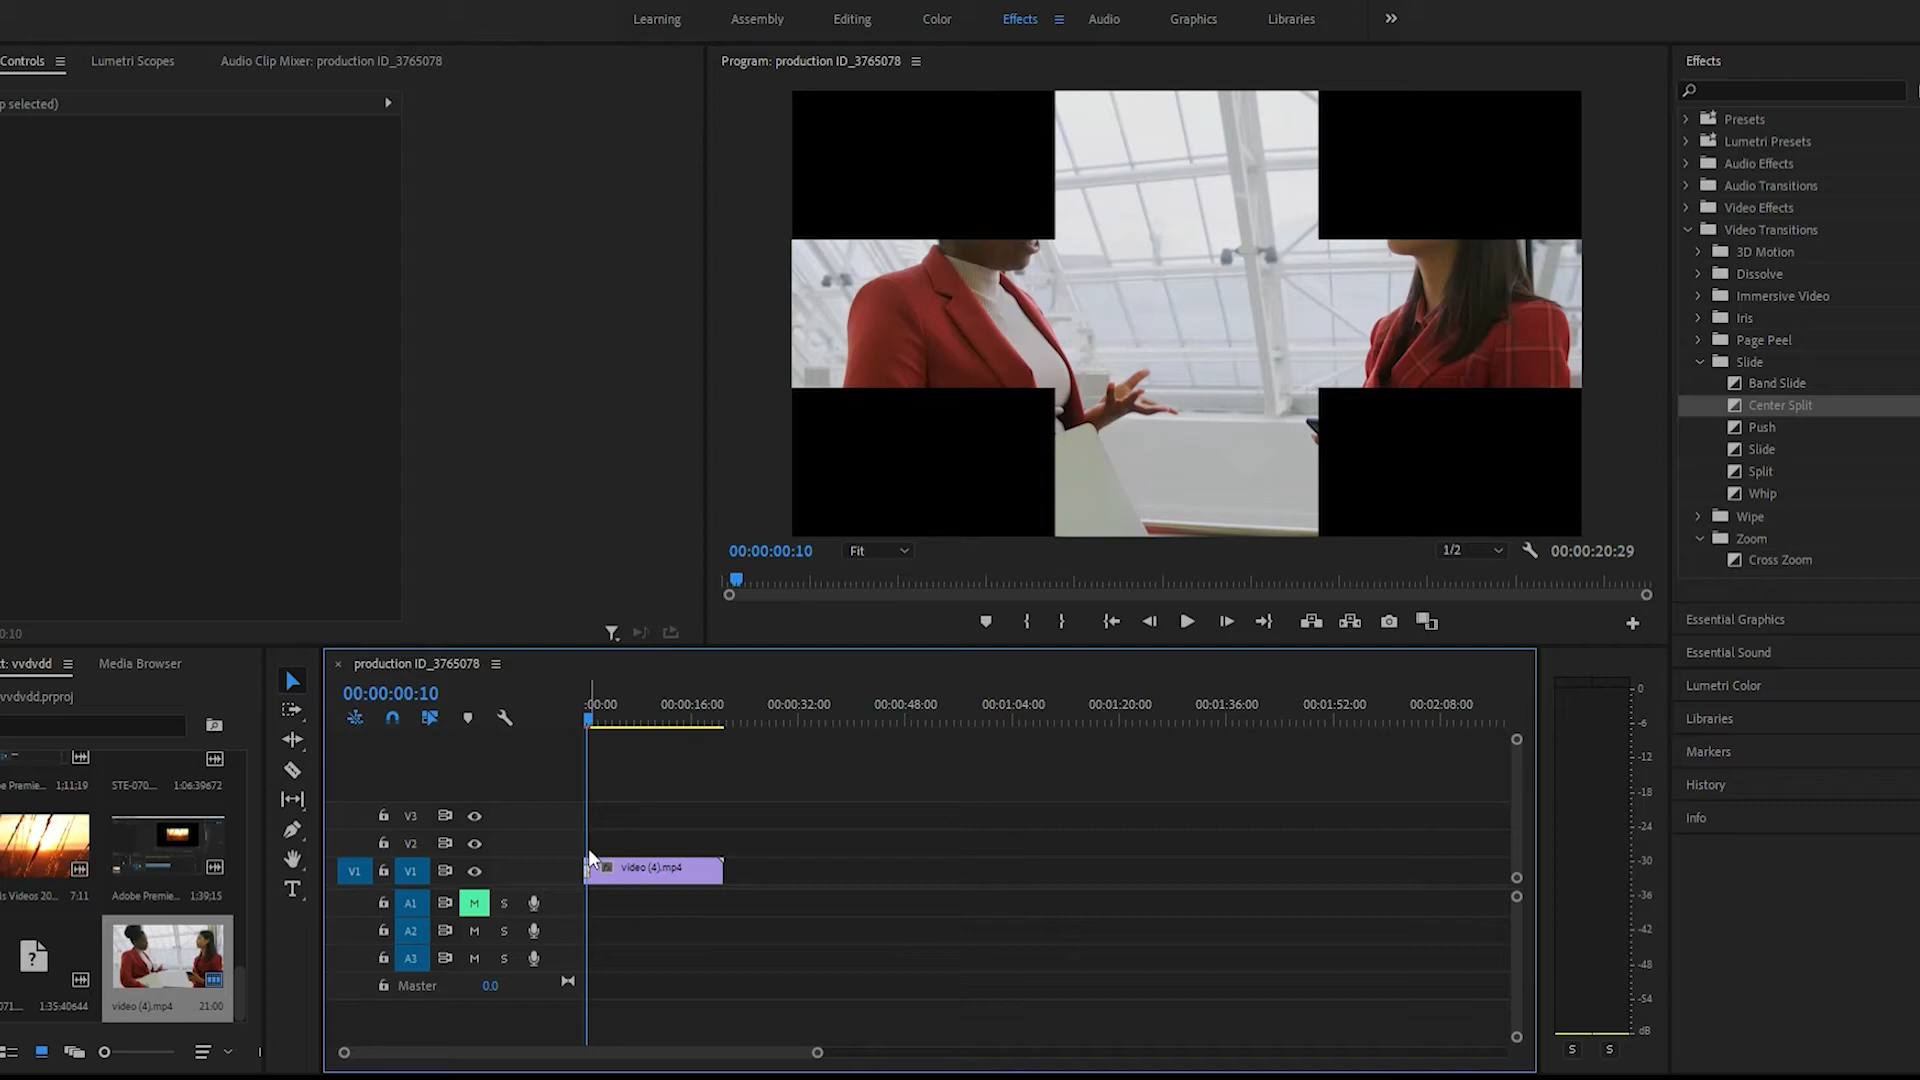 Learning
Assembly
Editing
Color
Effects
Audio
Graphics
Libraries
Controls
Lumetri Scopes
Audio Clip Mixer: production ID_3765078
p selected)
0:10
Program: production ID_3765078
00:00:00:10
Fit
1/2
00:00:20:29
Effects
Presets
Lumetri Presets
Audio Effects
Audio Transitions
Video Effects
Video Transitions
3D Motion
Dissolve
Immersive Video
Iris
Page Peel
Slide
Band Slide
Center Split
Push
Slide
Split
Whip
Wipe
Zoom
Cross Zoom
Essential Graphics
Essential Sound
Lumetri Color
Libraries
Markers
History
Info
t: vvdvdd
Media Browser
vvdvdd.prproj
e Premie... 1;11;19
STE-070.... 1:06:39672
ls Videos 20... 7:11
Adobe Premie... 1;39;15
071.... 1:35:40644
video (4).mp4 21:00
production ID_3765078
00:00:00:10
:00:00
00:00:16:00
00:00:32:00
00:00:48:00
00:01:04:00
00:01:20:00
00:01:36:00
00:01:52:00
00:02:08:00
V3
V2
V1 V1
video (4).mp4
A1 M S
A2 M S
A3 M S
Master 0.0
0
-6
-12
-18
-24
-30
-36
-42
-48
-54
dB
S S